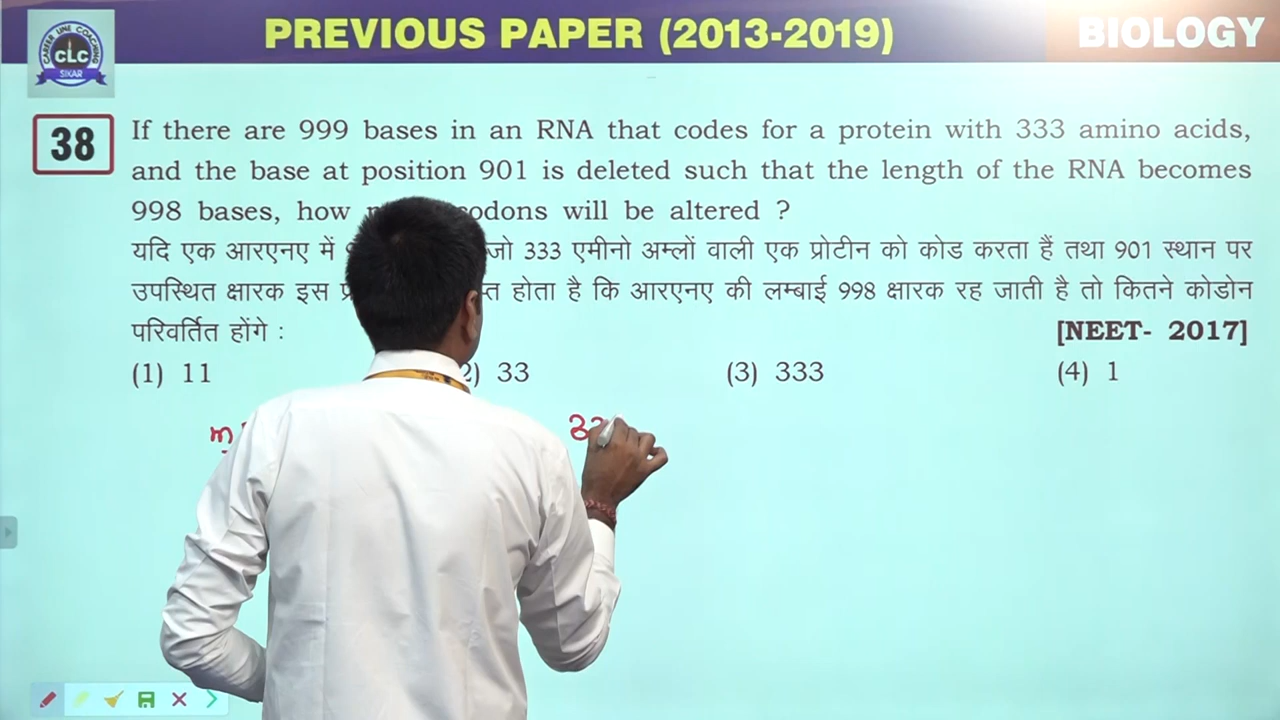 PREVIOUS PAPER (2013-2019)
BIOLOGY
CAREER LINE COACHING
CLC
SIKAR
38
If there are 999 bases in an RNA that codes for a protein with 333 amino acids,
and the base at position 901 is deleted such that the length of the RNA becomes
998 bases, how codons will be altered ?
यदि एक आरएनए में जो 333 एमीनो अम्लों वाली एक प्रोटीन को कोड करता हैं तथा 901 स्थान पर
उपस्थित क्षारक इस होता है कि आरएनए की लम्बाई 998 क्षारक रह जाती है तो कितने कोडोन
परिवर्तित होंगे :
[NEET- 2017]
(1) 11
2) 33
(3) 333
(4) 1
m
33